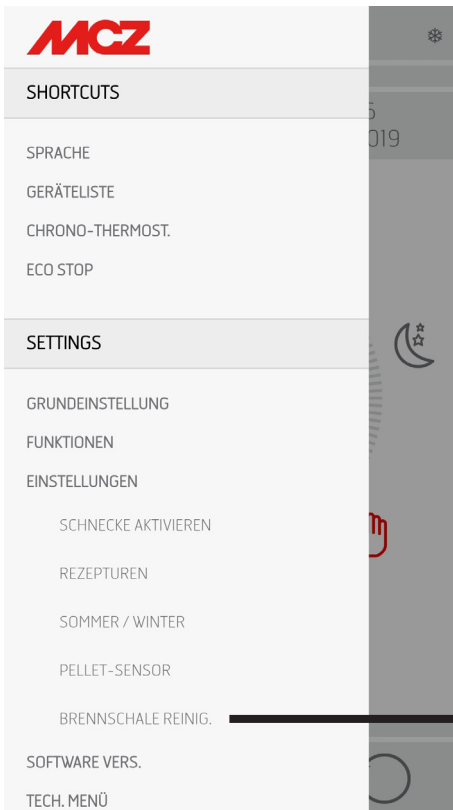 MCZ
SHORTCUTS
SPRACHE
GERÄTELISTE
CHRONO-THERMOST.
ECO STOP
SETTINGS
GRUNDEINSTELLUNG
FUNKTIONEN
EINSTELLUNGEN
SCHNECKE AKTIVIEREN
REZEPTUREN
SOMMER / WINTER
PELLET-SENSOR
BRENNSCHALE REINIG.
SOFTWARE VERS.
TECH. MENÜ
019